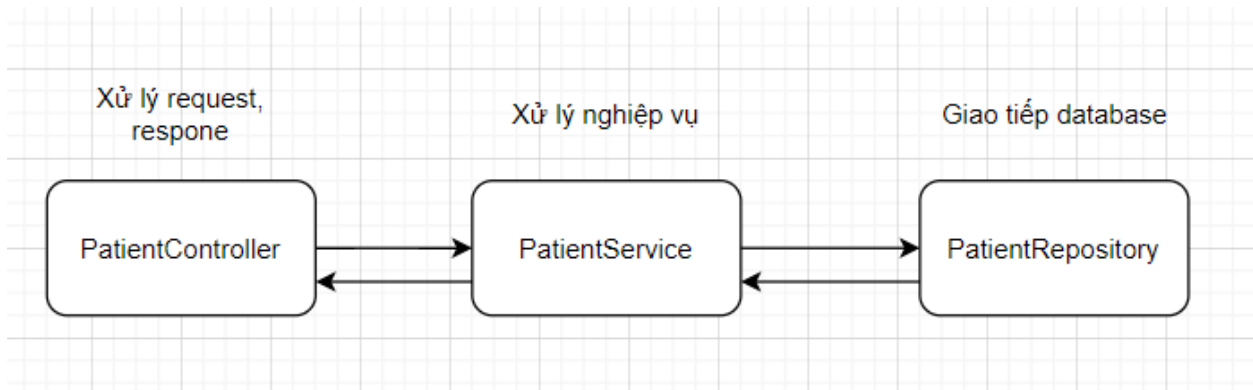 Xử lý request,
respone
Xử lý nghiệp vụ
Giao tiếp database
PatientController
PatientService
PatientRepository